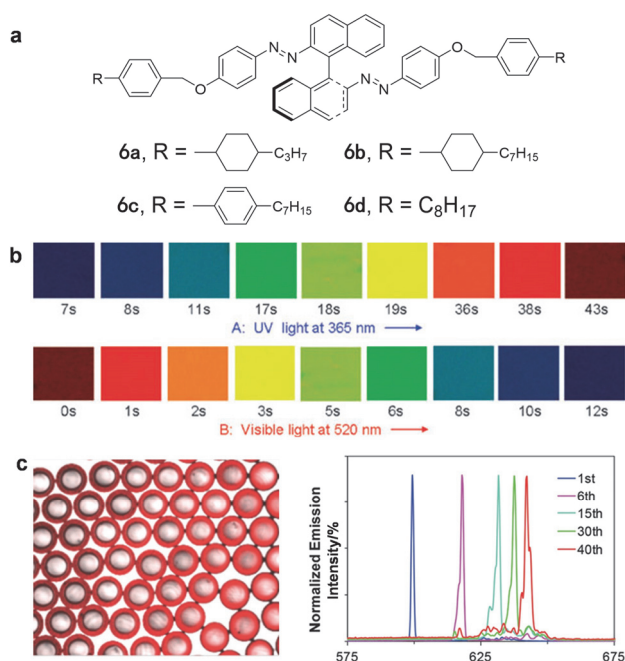 a
R O N=N N=N O R
6a, R = C3H7 6b, R = C7H15
6c, R = C7H15 6d, R = C8H17
b
7s 8s 11s 17s 18s 19s 36s 38s 43s
A: UV light at 365 nm
0s 1s 2s 3s 5s 6s 8s 10s 12s
B: Visible light at 520 nm
c
Normalized Emission
Intensity/%
1st
6th
15th
30th
40th
575 625 675